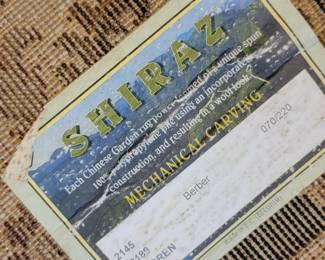 SHIRAZ
Each Chinese Garden rug power loomed of a unique spun
100% polypropylene pile using an incorporated
construction, and resulting in a wool look.
MECHANICAL CARVING
Berber
070/220
2145